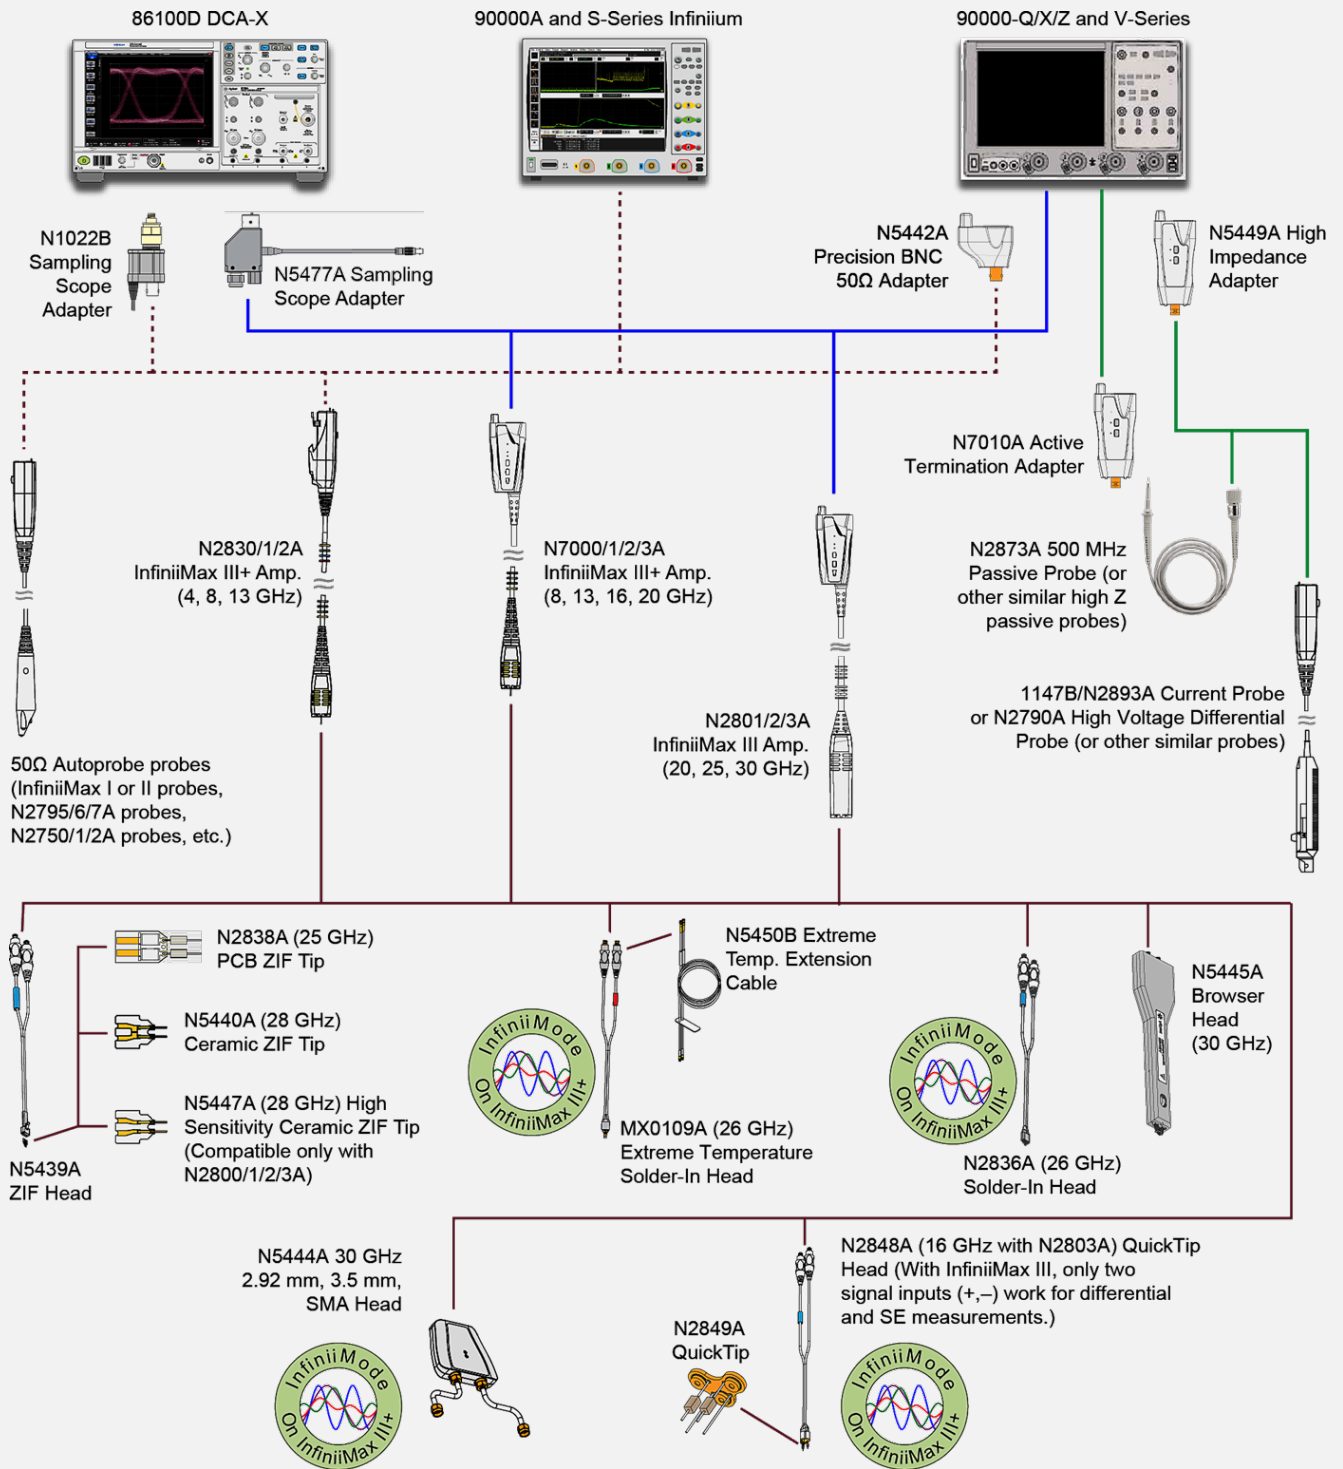 86100D DCA-X
90000A and S-Series Infiniium
90000-Q/X/Z and V-Series
N1022B
Sampling
Scope
Adapter
N5477A Sampling
Scope Adapter
N5442A
Precision BNC
50Ω Adapter
N5449A High
Impedance
Adapter
N7010A Active
Termination Adapter
N2830/1/2A
InfiniiMax III+ Amp.
(4, 8, 13 GHz)
N7000/1/2/3A
InfiniiMax III+ Amp.
(8, 13, 16, 20 GHz)
N2873A 500 MHz
Passive Probe (or
other similar high Z
passive probes)
N2801/2/3A
InfiniiMax III Amp.
(20, 25, 30 GHz)
1147B/N2893A Current Probe
or N2790A High Voltage Differential
Probe (or other similar probes)
50Ω Autoprobe probes
(InfiniiMax I or II probes,
N2795/6/7A probes,
N2750/1/2A probes, etc.)
N2838A (25 GHz)
PCB ZIF Tip
N5440A (28 GHz)
Ceramic ZIF Tip
N5447A (28 GHz) High
Sensitivity Ceramic ZIF Tip
(Compatible only with
N2800/1/2/3A)
N5439A
ZIF Head
N5450B Extreme
Temp. Extension
Cable
InfiniiMode
On InfiniiMax III+
MX0109A (26 GHz)
Extreme Temperature
Solder-In Head
InfiniiMode
On InfiniiMax III+
N2836A (26 GHz)
Solder-In Head
N5445A
Browser
Head
(30 GHz)
N5444A 30 GHz
2.92 mm, 3.5 mm,
SMA Head
InfiniiMode
On InfiniiMax III+
N2849A
QuickTip
N2848A (16 GHz with N2803A) QuickTip
Head (With InfiniiMax III, only two
signal inputs (+,–) work for differential
and SE measurements.)
InfiniiMode
On InfiniiMax III+